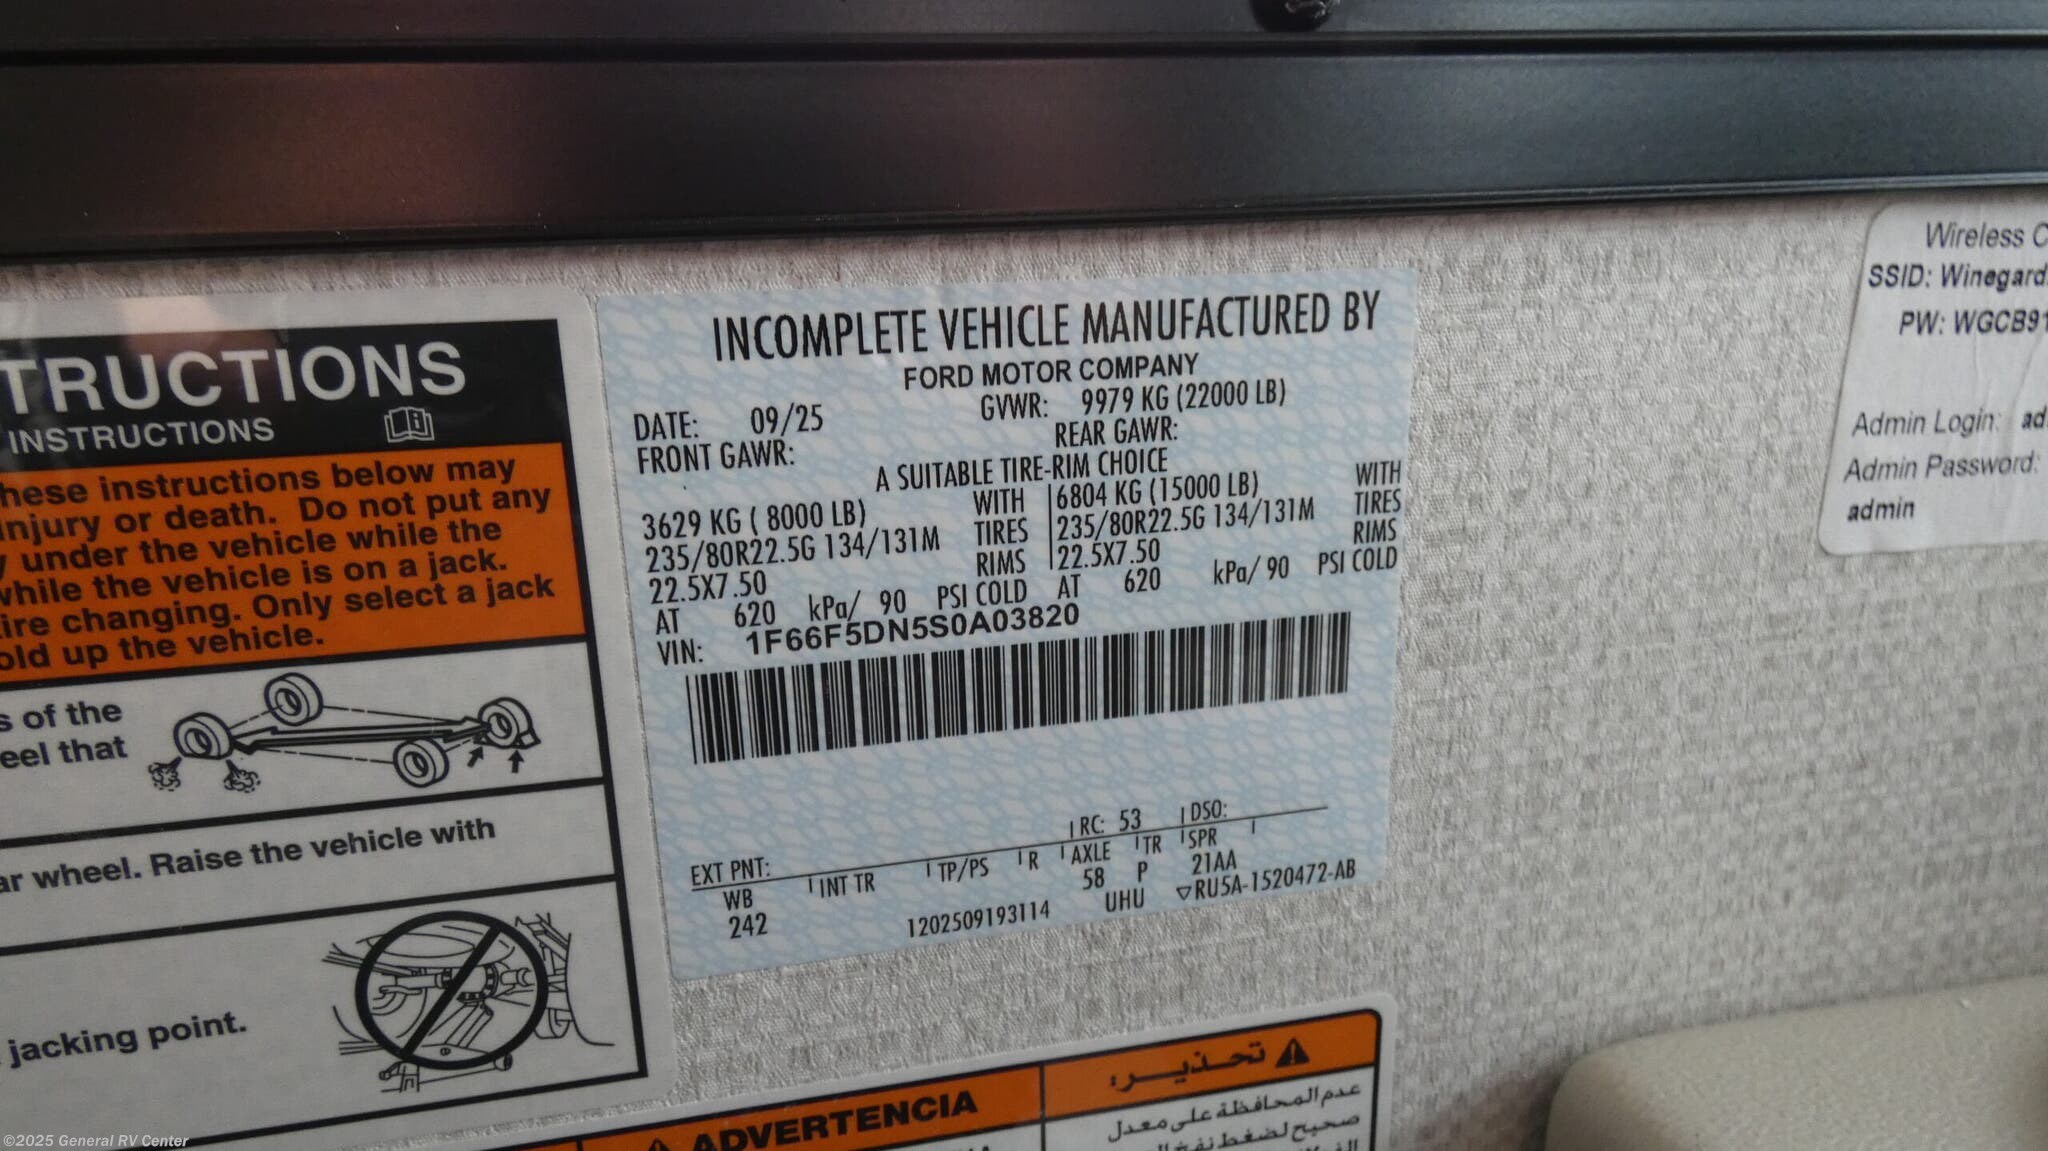 TRUCTIONS
INSTRUCTIONS
hese instructions below may
injury or death. Do not put any
y under the vehicle while the
while the vehicle is on a jack.
ire changing. Only select a jack
old up the vehicle.
s of the
eel that
ar wheel. Raise the vehicle with
jacking point.
INCOMPLETE VEHICLE MANUFACTURED BY
FORD MOTOR COMPANY
DATE: 09/25 GVWR: 9979 KG (22000 LB)
FRONT GAWR: REAR GAWR:
A SUITABLE TIRE-RIM CHOICE
3629 KG ( 8000 LB) WITH 6804 KG (15000 LB) WITH
235/80R22.5G 134/131M TIRES 235/80R22.5G 134/131M TIRES
22.5X7.50 RIMS 22.5X7.50 RIMS
AT 620 kPa/ 90 PSI COLD AT 620 kPa/ 90 PSI COLD
VIN: 1F66F5DN5S0A03820
RC: 53 DSO:
EXT PNT:
WB INT TR TP/PS R AXLE TR SPR
242 58 P 21AA
1202509193114 UHU RU5A-1520472-AB
Wireless C
SSID: Winegard
PW: WGCB91
Admin Login: ad
Admin Password:
admin
ADVERTENCIA
تحذير:
عدم المحافظة على معدل
صحيح لضغط نفخ
©2025 General RV Center